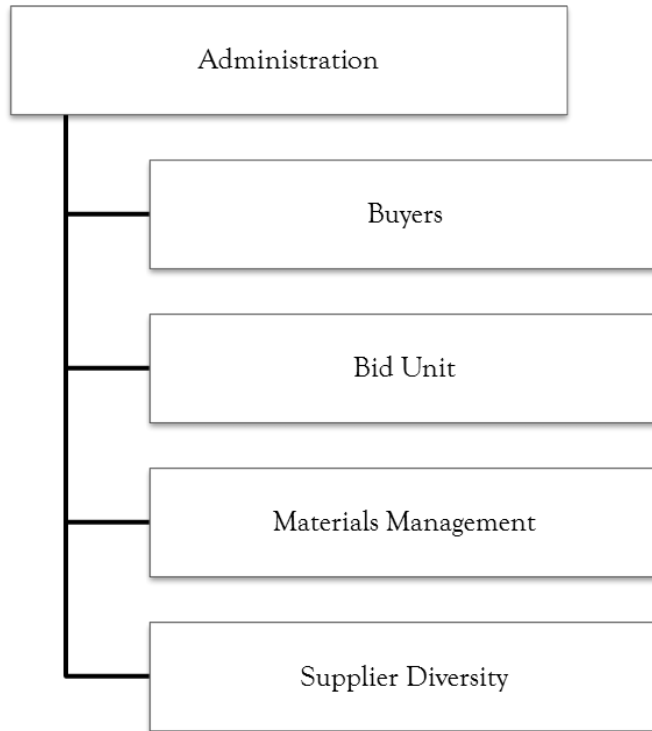 Administration
Buyers
Bid Unit
Materials Management
Supplier Diversity